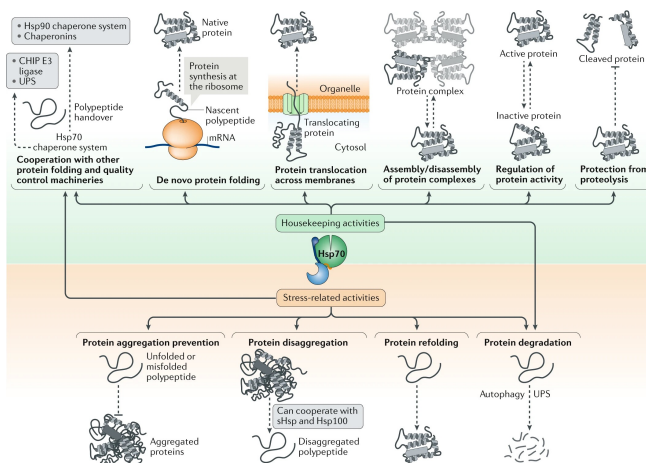 • Hsp90 chaperone system
• Chaperonins
• CHIP E3
ligase
• UPS
Polypeptide
handover
Hsp70
chaperone system
Cooperation with other
protein folding and quality
control machineries
Native
protein
Protein
synthesis at
the ribosome
Nascent
polypeptide
mRNA
De novo protein folding
Organelle
Translocating
protein
Cytosol
Protein translocation
across membranes
Protein complex
Assembly/disassembly
of protein complexes
Active protein
Inactive protein
Regulation of
protein activity
Cleaved protein
Protection from
proteolysis
Housekeeping activities
Hsp70
Stress-related activities
Protein aggregation prevention
Unfolded or
misfolded
polypeptide
Aggregated
proteins
Protein disaggregation
Can cooperate with
sHsp and Hsp100
Disaggregated
polypeptide
Protein refolding
Protein degradation
Autophagy
UPS